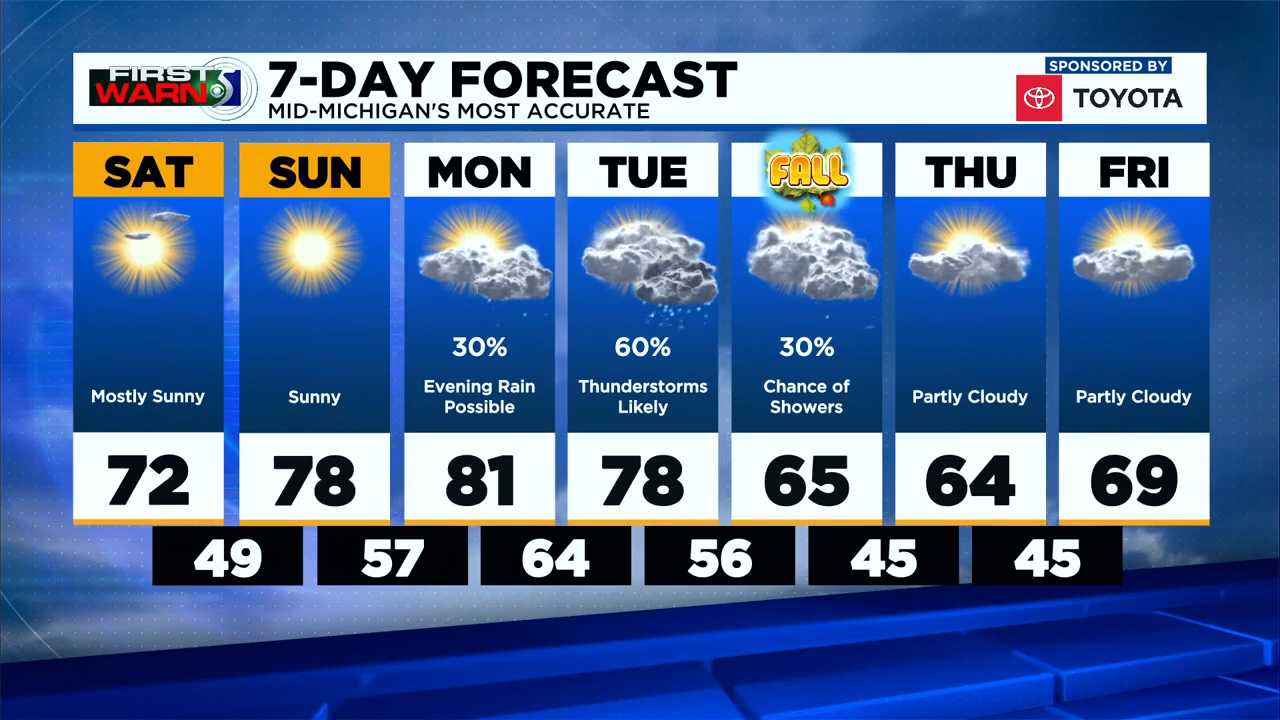 FIRST
WARN 5
7-DAY FORECAST
MID-MICHIGAN'S MOST ACCURATE
SPONSORED BY
TOYOTA
SAT
SUN
MON
TUE
FALL
THU
FRI
30%
60%
30%
Mostly Sunny
Sunny
Evening Rain
Possible
Thunderstorms
Likely
Chance of
Showers
Partly Cloudy
Partly Cloudy
72
78
81
78
65
64
69
49
57
64
56
45
45